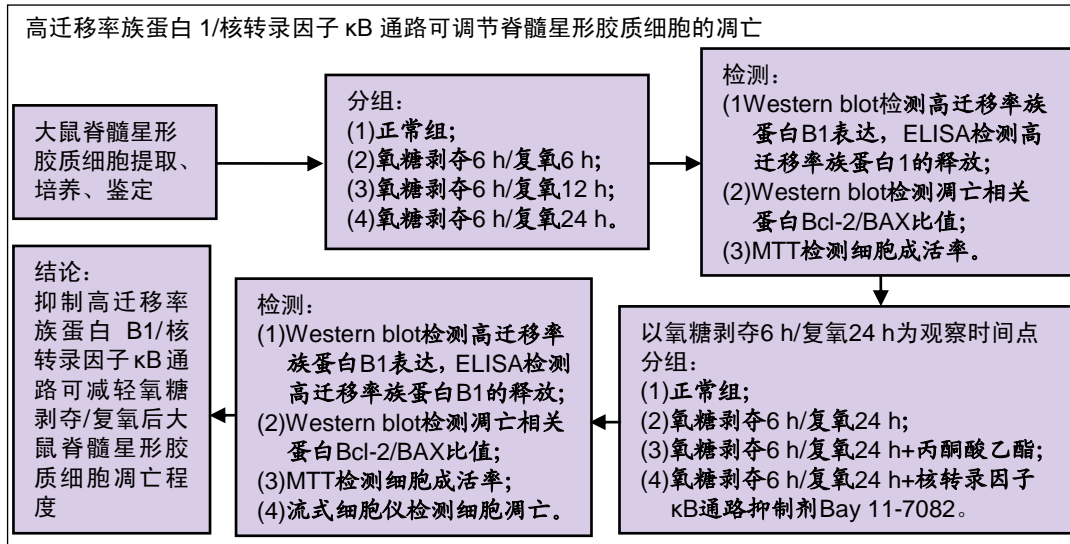 高迁移率族蛋白 1/核转录因子 κB 通路可调节脊髓星形胶质细胞的凋亡
大鼠脊髓星形
胶质细胞提取、
培养、鉴定
分组：
(1)正常组；
(2)氧糖剥夺6 h/复氧6 h；
(3)氧糖剥夺6 h/复氧12 h；
(4)氧糖剥夺6 h/复氧24 h。
检测：
(1Western blot检测高迁移率族
蛋白B1表达，ELISA检测高
迁移率族蛋白1的释放；
(2)Western blot检测凋亡相关
蛋白Bcl-2/BAX比值；
(3)MTT检测细胞成活率。
以氧糖剥夺6 h/复氧24 h为观察时间点
分组：
(1)正常组；
(2)氧糖剥夺6 h/复氧24 h；
(3)氧糖剥夺6 h/复氧24 h+丙酮酸乙酯；
(4)氧糖剥夺6 h/复氧24 h+核转录因子
κB通路抑制剂Bay 11-7082。
检测：
(1)Western blot检测高迁移率
族蛋白B1表达，ELISA检测
高迁移率族蛋白B1的释放；
(2)Western blot检测凋亡相关
蛋白Bcl-2/BAX比值；
(3)MTT检测细胞成活率；
(4)流式细胞仪检测细胞凋亡。
结论：
抑制高迁移率
族蛋白 B1/核
转录因子 κB 通
路可减轻氧糖
剥夺/复氧后大
鼠脊髓星形胶
质细胞凋亡程
度